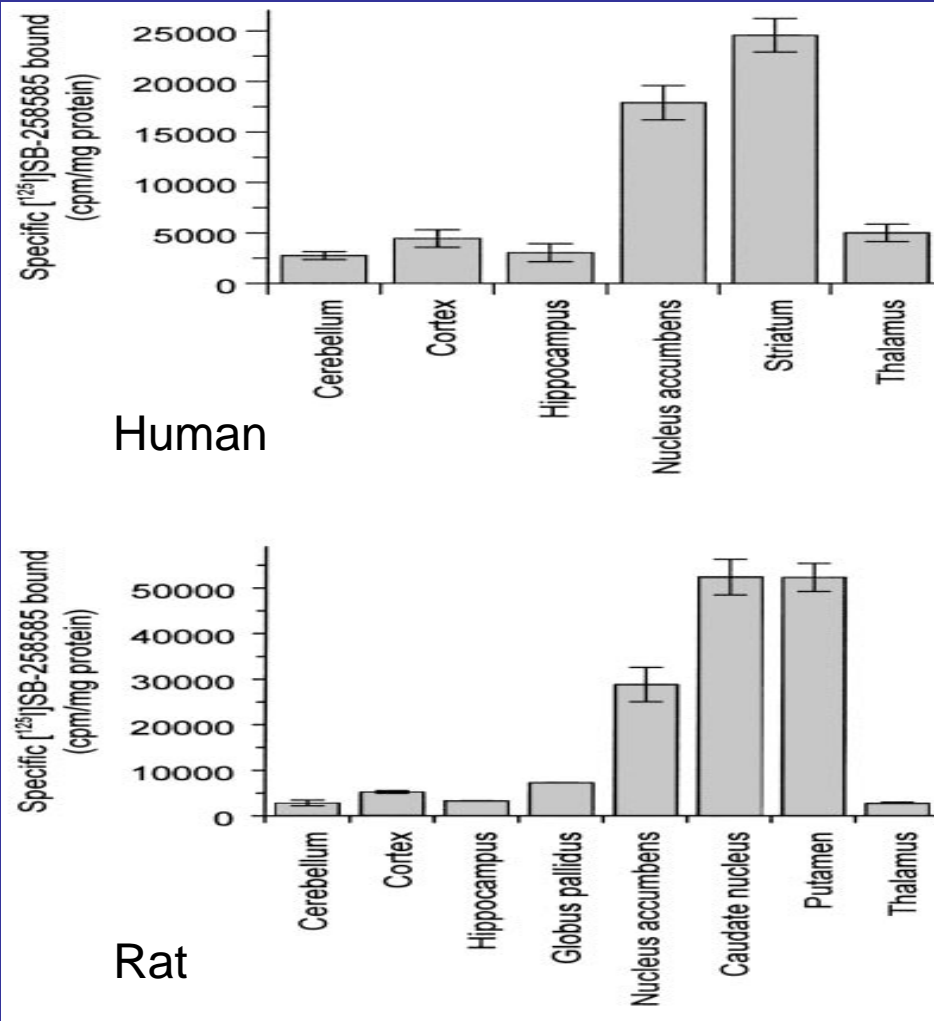 Specific [¹²⁵I]SB-258585 bound
(cpm/mg protein)
25000
20000
15000
10000
5000
0
Cerebellum
Cortex
Hippocampus
Nucleus accumbens
Striatum
Thalamus
Human
Specific [¹²⁵I]SB-258585 bound
(cpm/mg protein)
50000
40000
30000
20000
10000
0
Cerebellum
Cortex
Hippocampus
Globus pallidus
Nucleus accumbens
Caudate nucleus
Putamen
Thalamus
Rat